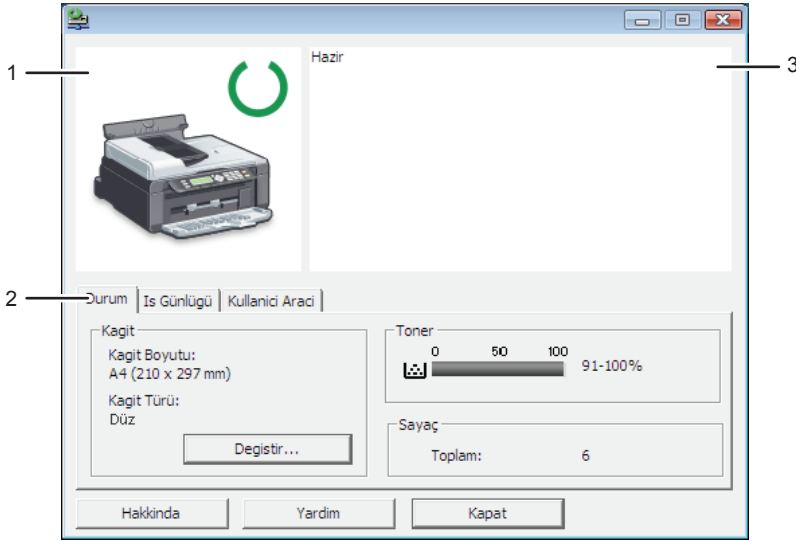 1
Hazir
3
2
Durum
Is Günlügü
Kullanici Araci
Kagit
Kagit Boyutu:
A4 (210 x 297 mm)
Kagit Türü:
Düz
Degistir...
Toner
0 50 100
91-100%
Sayaç
Toplam: 6
Hakkinda
Yardim
Kapat